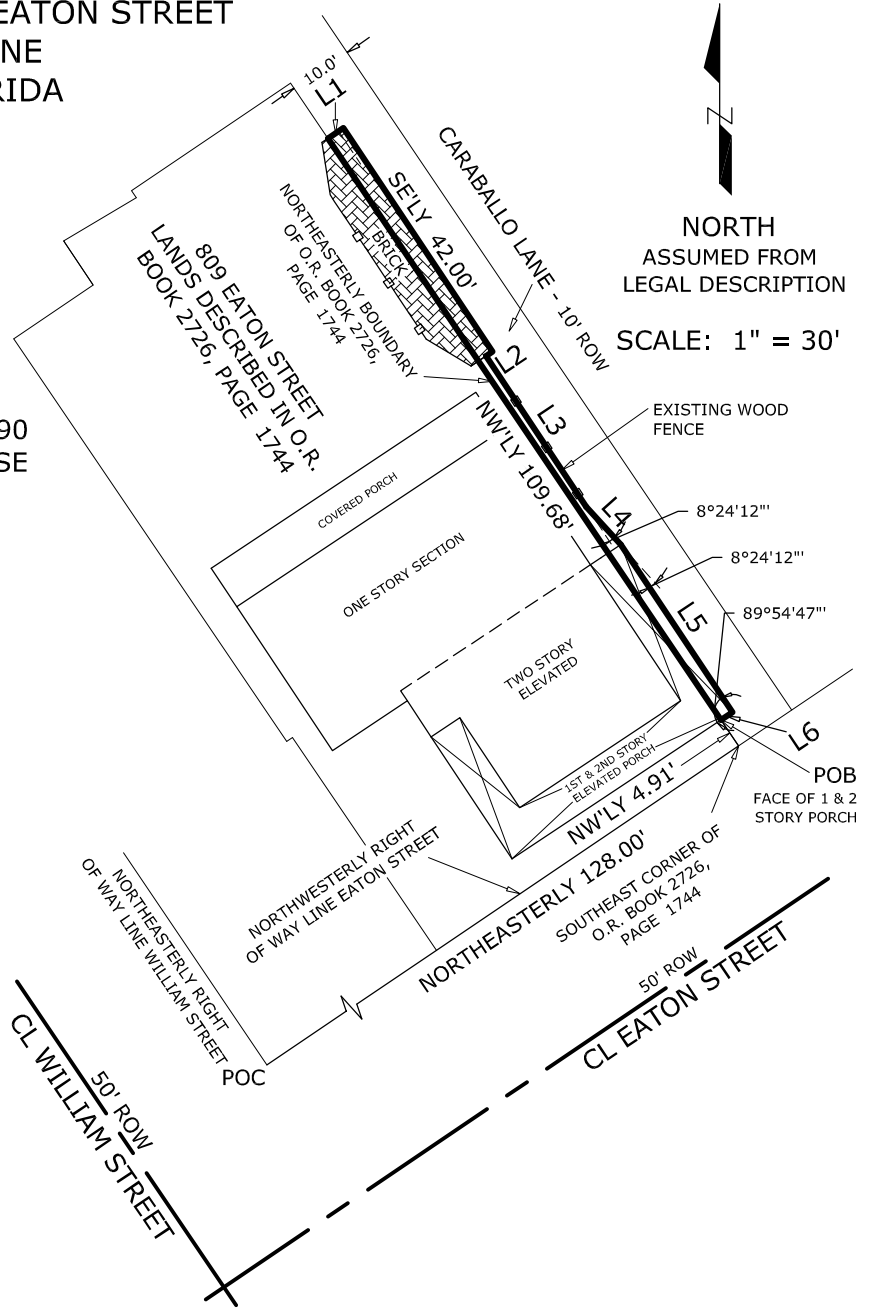 EATON STREET
NE
RIDA
10.0'
L1
CARABALLO LANE - 10' ROW
SE'LY 42.00'
NORTHEASTERLY BOUNDARY
OF O.R. BOOK 2726,
PAGE 1744
BRICK
809 EATON STREET
LANDS DESCRIBED IN O.R.
BOOK 2726, PAGE 1744
N
NORTH
ASSUMED FROM
LEGAL DESCRIPTION
SCALE: 1" = 30'
90
SE
L2
L3
EXISTING WOOD
FENCE
NW'LY 109.68'
COVERED PORCH
L4
8°24'12"'
ONE STORY SECTION
8°24'12"'
L5
89°54'47"'
TWO STORY
ELEVATED
L6
1ST & 2ND STORY
ELEVATED PORCH
POB
FACE OF 1 & 2
STORY PORCH
NW'LY 4.91'
NORTHWESTERLY RIGHT
OF WAY LINE EATON STREET
NORTHEASTERLY 128.00'
SOUTHEAST CORNER OF
O.R. BOOK 2726,
PAGE 1744
NORTHEASTERLY RIGHT
OF WAY LINE WILLIAM STREET
POC
50' ROW
CL EATON STREET
50' ROW
CL WILLIAM STREET